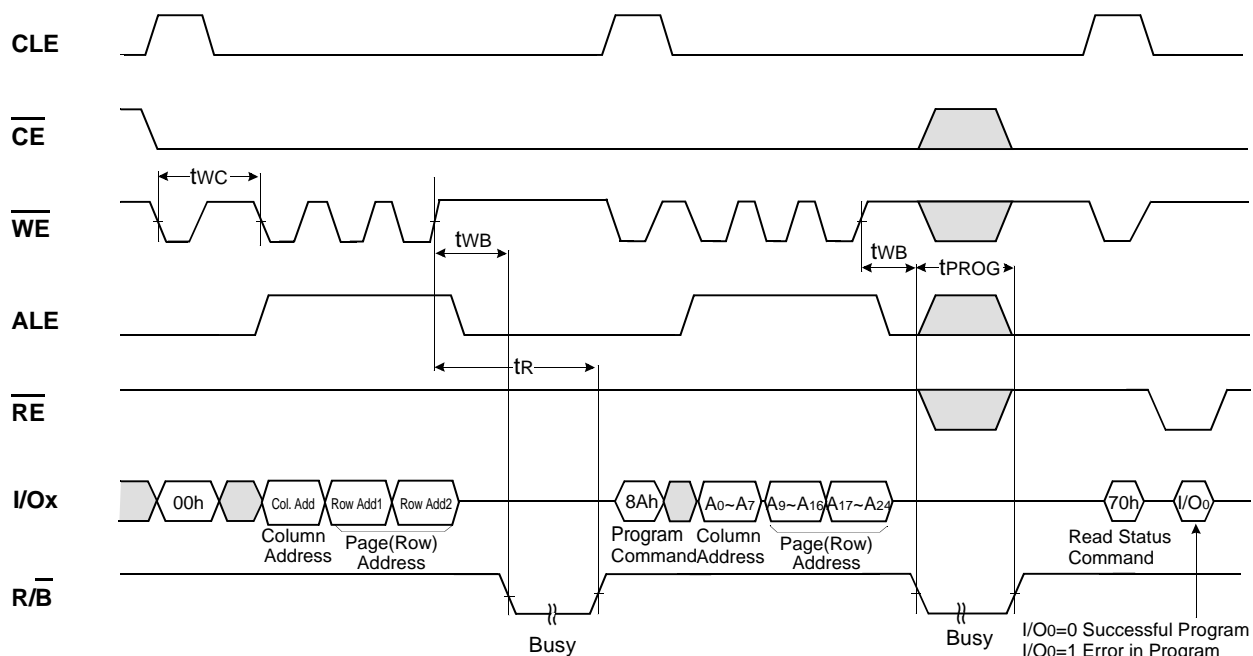 CLE
CE
tWC
WE
tWB
tWB
tPROG
ALE
tR
RE
I/Ox
00h
Col. Add
Row Add1
Row Add2
8Ah
A0~A7
A9~A16
A17~A24
70h
I/O0
Column
Address
Page(Row)
Address
Program
Command
Column
Address
Page(Row)
Address
Read Status
Command
R/B
Busy
Busy
I/O0=0 Successful Program
I/O0=1 Error in Program